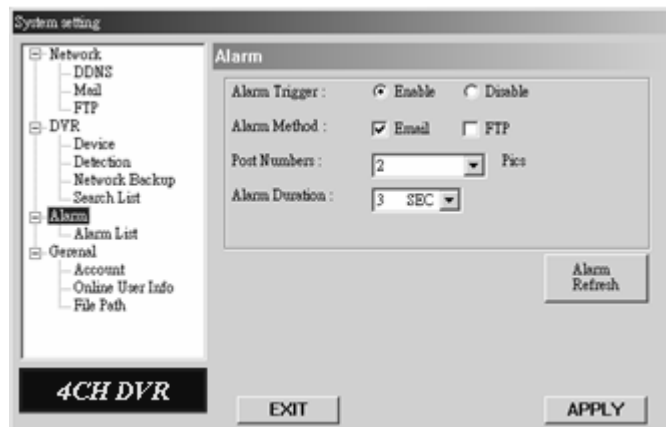 System setting
Network
DDNS
Mail
FTP
DVR
Device
Detection
Network Backup
Search List
Alarm
Alarm List
Gerenal
Account
Online User Info
File Path
4CH DVR
Alarm
Alarm Trigger : Enable Disable
Alarm Method : Email FTP
Post Numbers : 2 Pics
Alarm Duration : 3 SEC
Alarm
Refresh
EXIT APPLY